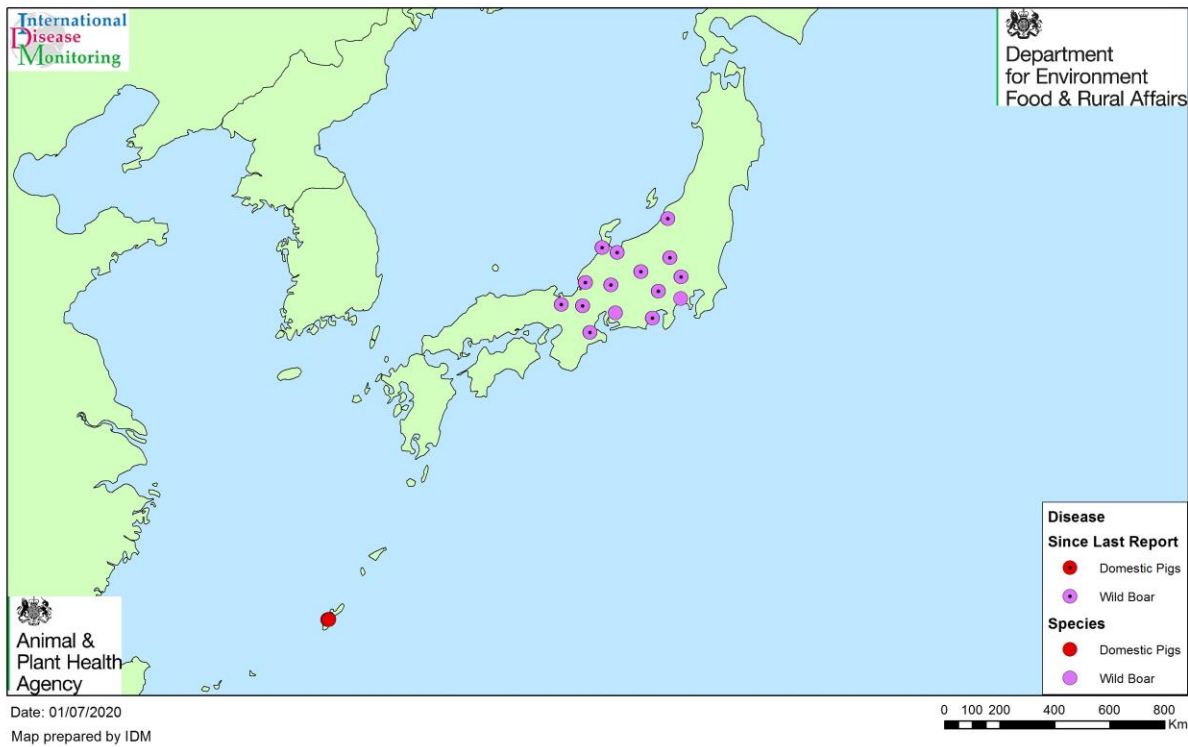 International
Disease
Monitoring
Department
for Environment
Food & Rural Affairs
Disease
Since Last Report
Domestic Pigs
Wild Boar
Species
Domestic Pigs
Wild Boar
Animal &
Plant Health
Agency
Date: 01/07/2020
Map prepared by IDM
0 100 200 400 600 800
Km